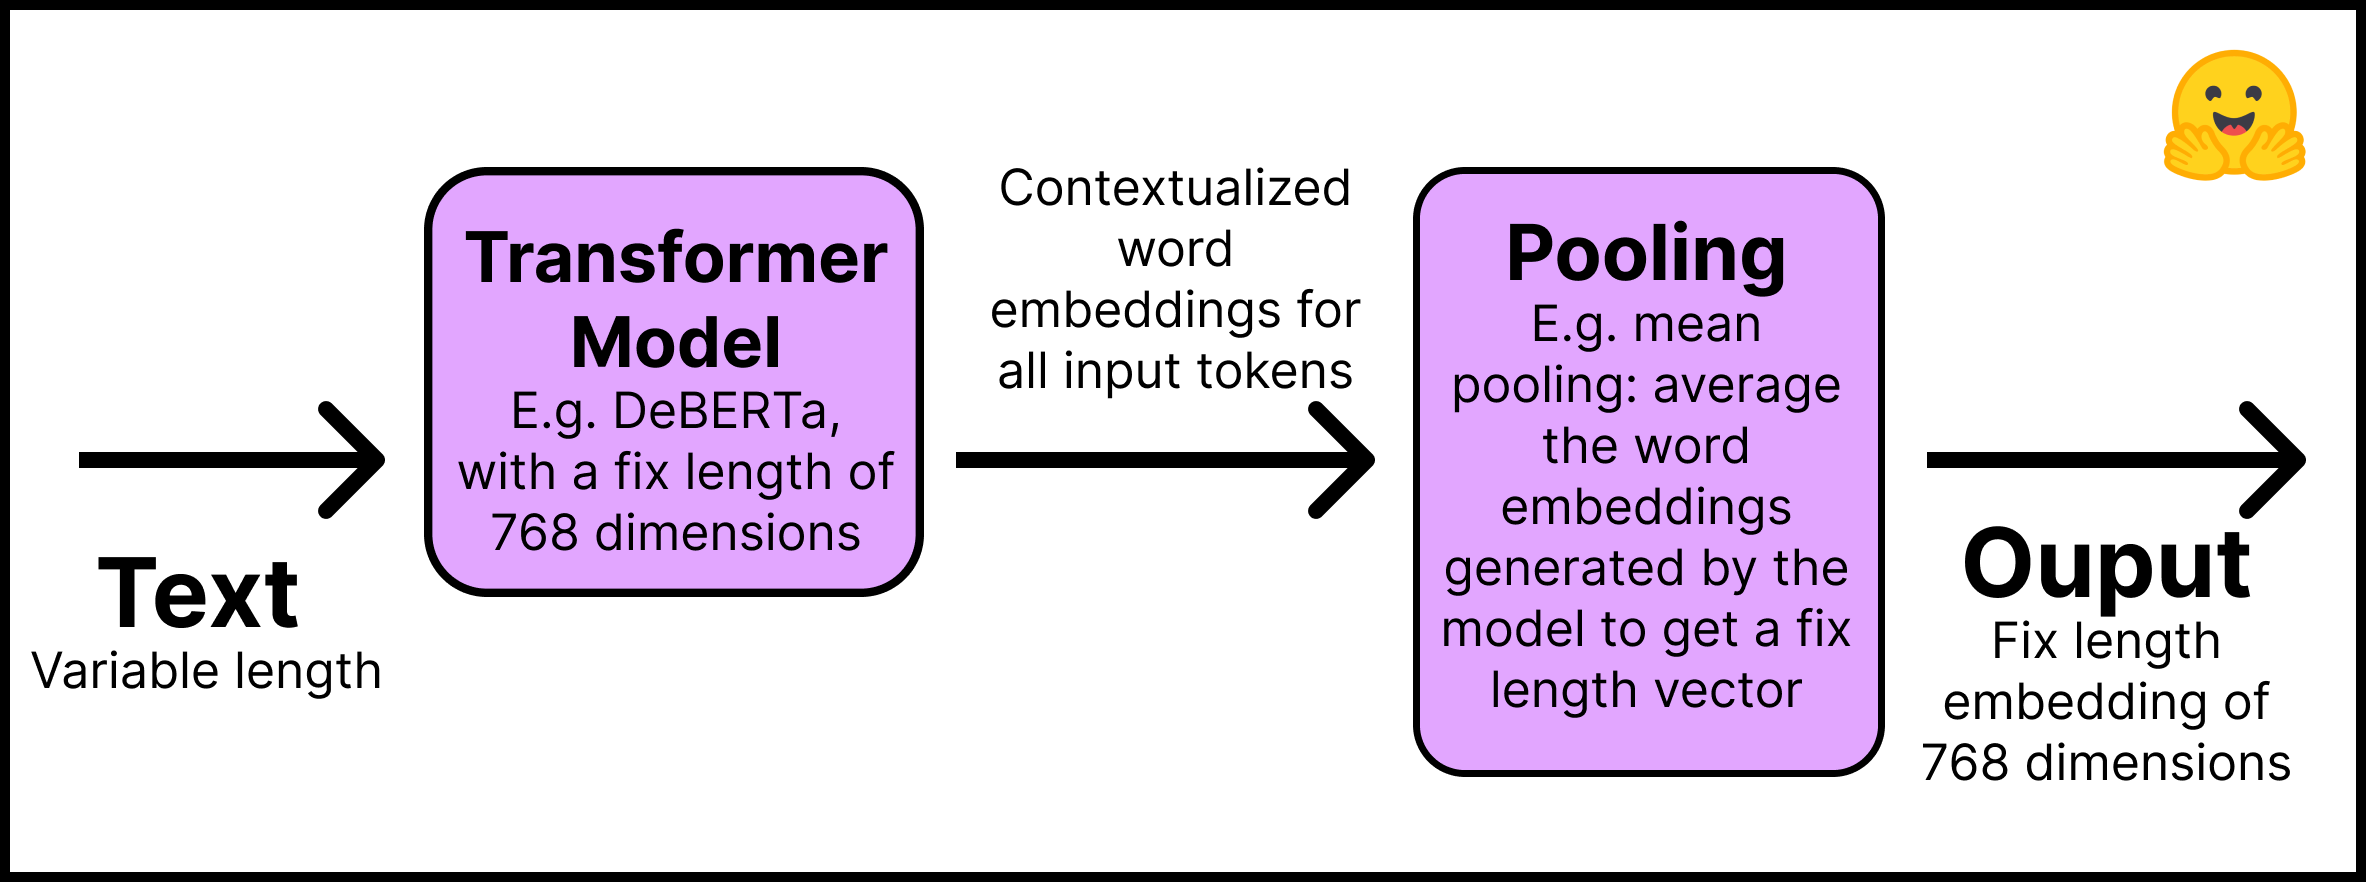 Text
Variable length
Transformer
Model
E.g. DeBERTa,
with a fix length of
768 dimensions
Contextualized
word
embeddings for
all input tokens
Pooling
E.g. mean
pooling: average
the word
embeddings
generated by the
model to get a fix
length vector
Ouput
Fix length
embedding of
768 dimensions